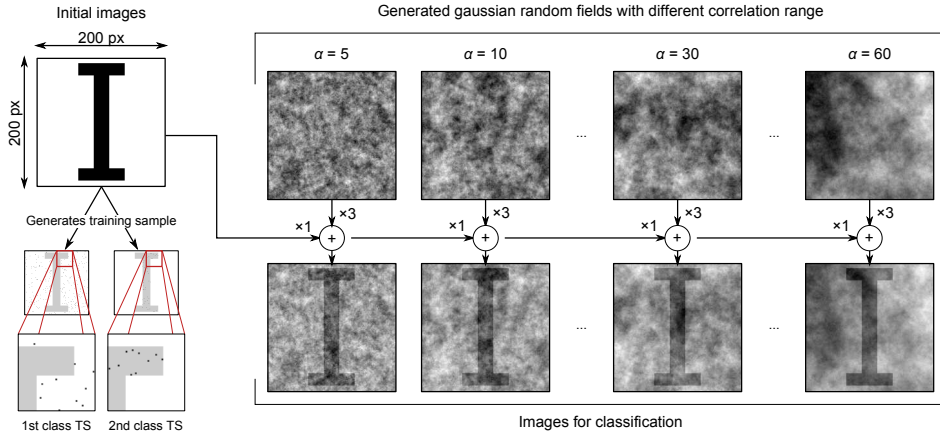 Initial images
Generated gaussian random fields with different correlation range
200 px
200 px
α = 5
α = 10
α = 30
α = 60
I
...
...
Generates training sample
×3
×3
×3
×3
×1
×1
×1
×1
+
+
+
+
I
I
I
I
I
I
...
...
1st class TS
2nd class TS
Images for classification